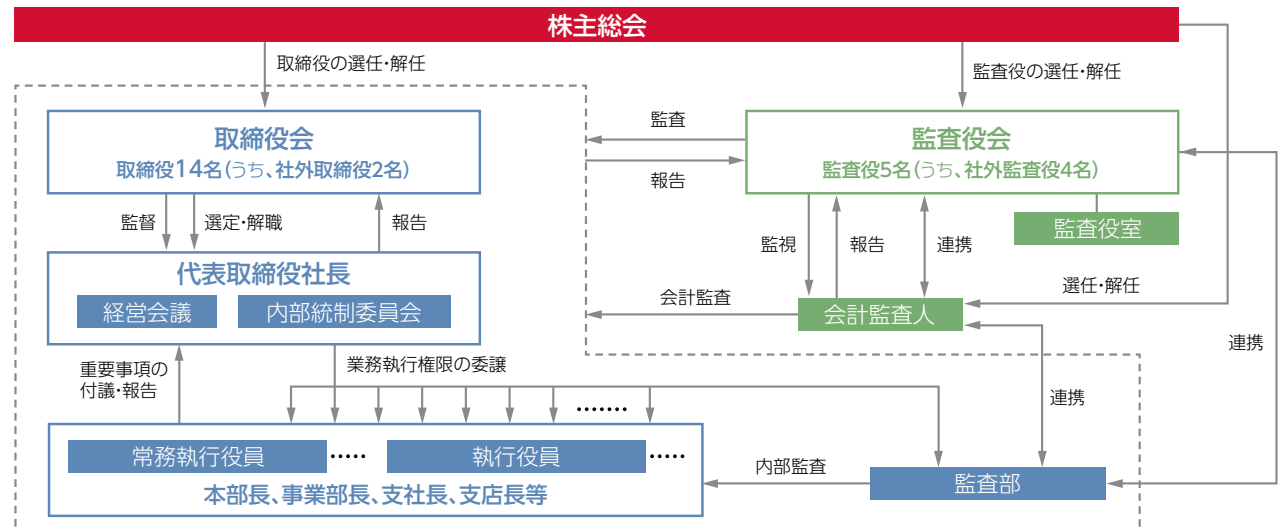 株主総会
取締役の選任・解任
監査役の選任・解任
取締役会
取締役14名（うち、社外取締役2名）
監査
報告
監査役会
監査役5名（うち、社外監査役4名）
監査役室
監督
選定・解職
報告
監視
報告
連携
代表取締役社長
経営会議
内部統制委員会
会計監査
会計監査人
選任・解任
連携
重要事項の
付議・報告
業務執行権限の委譲
連携
.......
常務執行役員
.....
執行役員
.....
本部長、事業部長、支社長、支店長等
内部監査
監査部